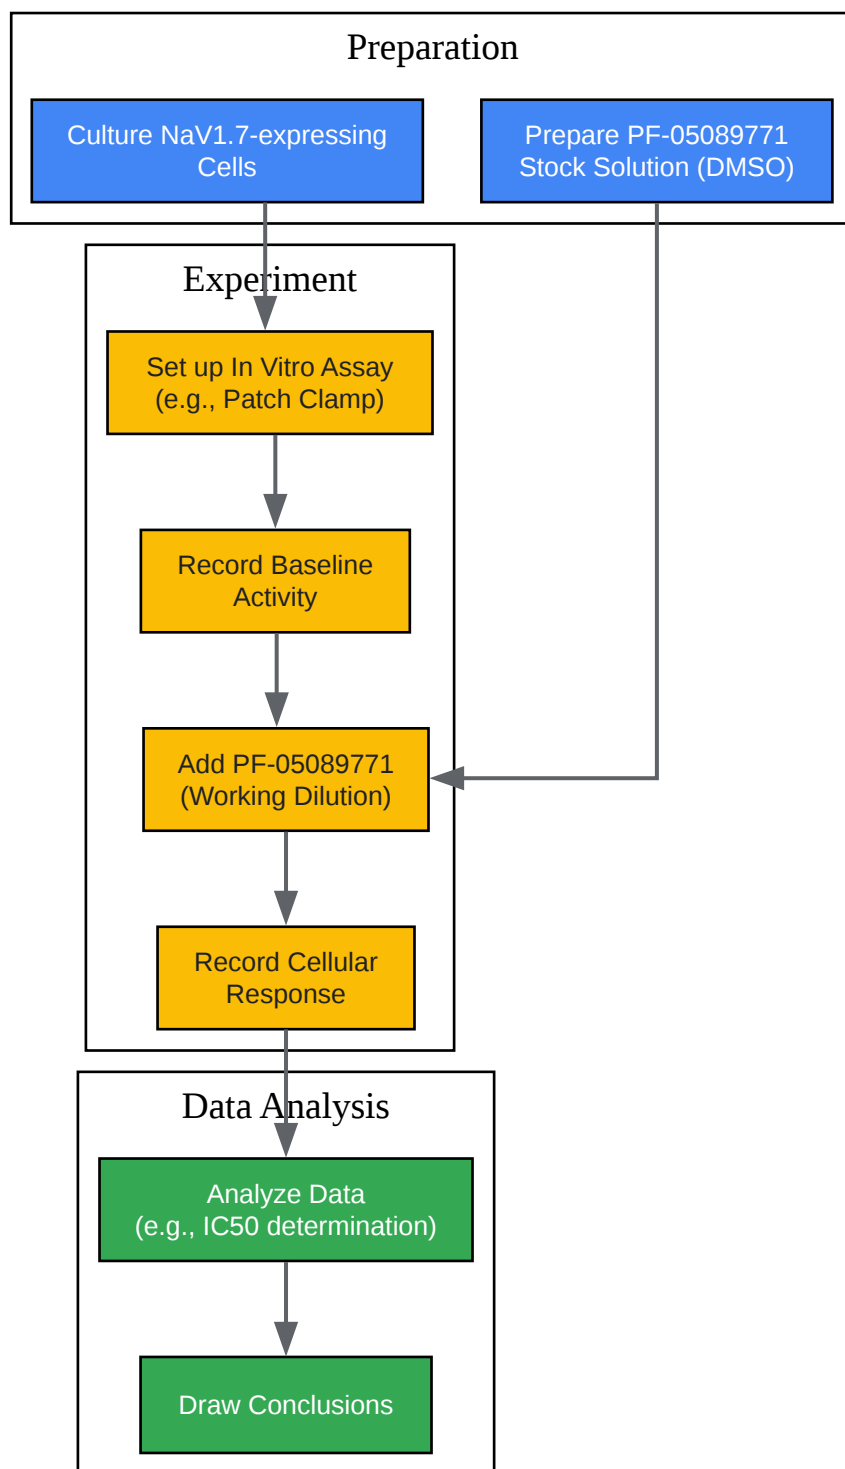 Preparation
Culture NaV1.7-expressing
Cells
Prepare PF-05089771
Stock Solution (DMSO)
Experiment
Set up In Vitro Assay
(e.g., Patch Clamp)
Record Baseline
Activity
Add PF-05089771
(Working Dilution)
Record Cellular
Response
Data Analysis
Analyze Data
(e.g., IC50 determination)
Draw Conclusions